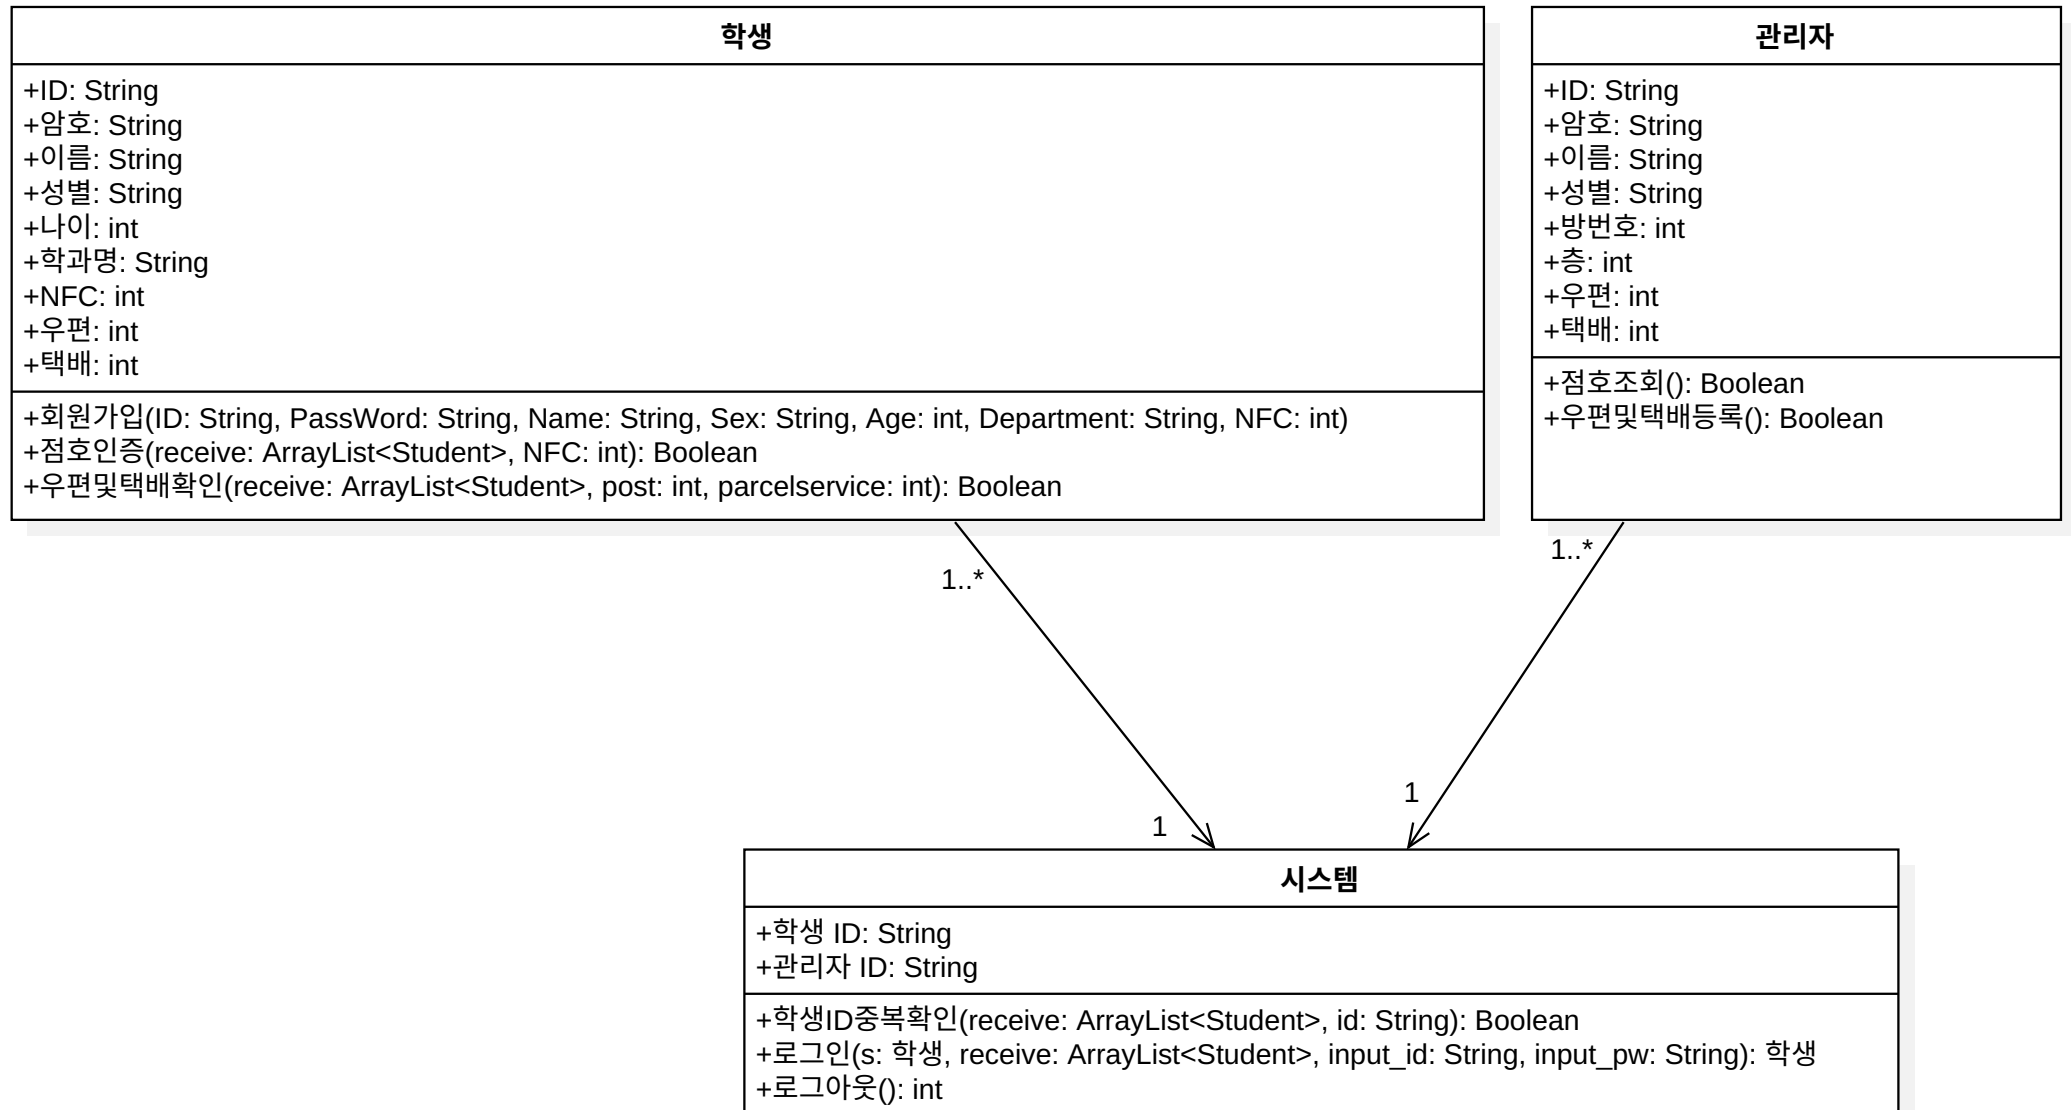 학생
+ID: String
+암호: String
+이름: String
+성별: String
+나이: int
+학과명: String
+NFC: int
+우편: int
+택배: int
+회원가입(ID: String, PassWord: String, Name: String, Sex: String, Age: int, Department: String, NFC: int)
+점호인증(receive: ArrayList<Student>, NFC: int): Boolean
+우편및택배확인(receive: ArrayList<Student>, post: int, parcelservice: int): Boolean
관리자
+ID: String
+암호: String
+이름: String
+성별: String
+방번호: int
+층: int
+우편: int
+택배: int
+점호조회(): Boolean
+우편및택배등록(): Boolean
1..*
1..*
1
1
시스템
+학생 ID: String
+관리자 ID: String
+학생ID중복확인(receive: ArrayList<Student>, id: String): Boolean
+로그인(s: 학생, receive: ArrayList<Student>, input_id: String, input_pw: String): 학생
+로그아웃(): int